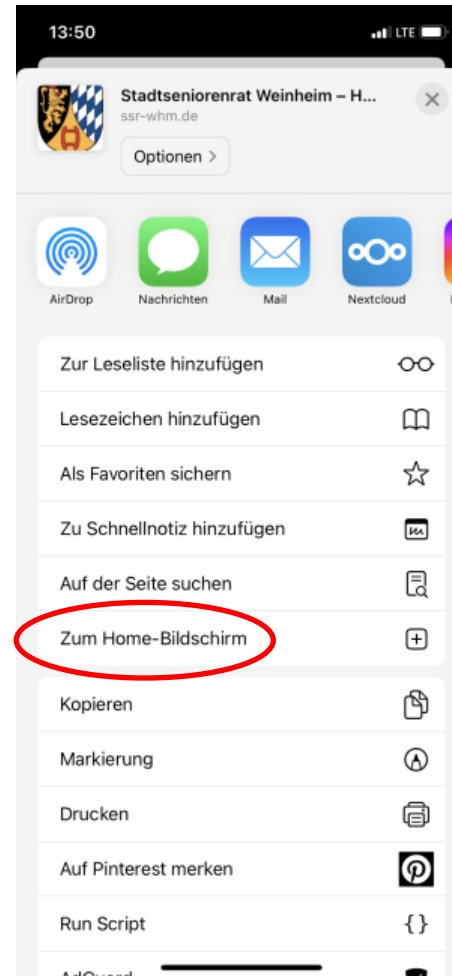 13:50
LTE
Stadtseniorenrat Weinheim – H...
ssr-whm.de
Optionen >
AirDrop
Nachrichten
Mail
Nextcloud
Zur Leseliste hinzufügen
Lesezeichen hinzufügen
Als Favoriten sichern
Zu Schnellnotiz hinzufügen
Auf der Seite suchen
Zum Home-Bildschirm
Kopieren
Markierung
Drucken
Auf Pinterest merken
Run Script
AdGuard